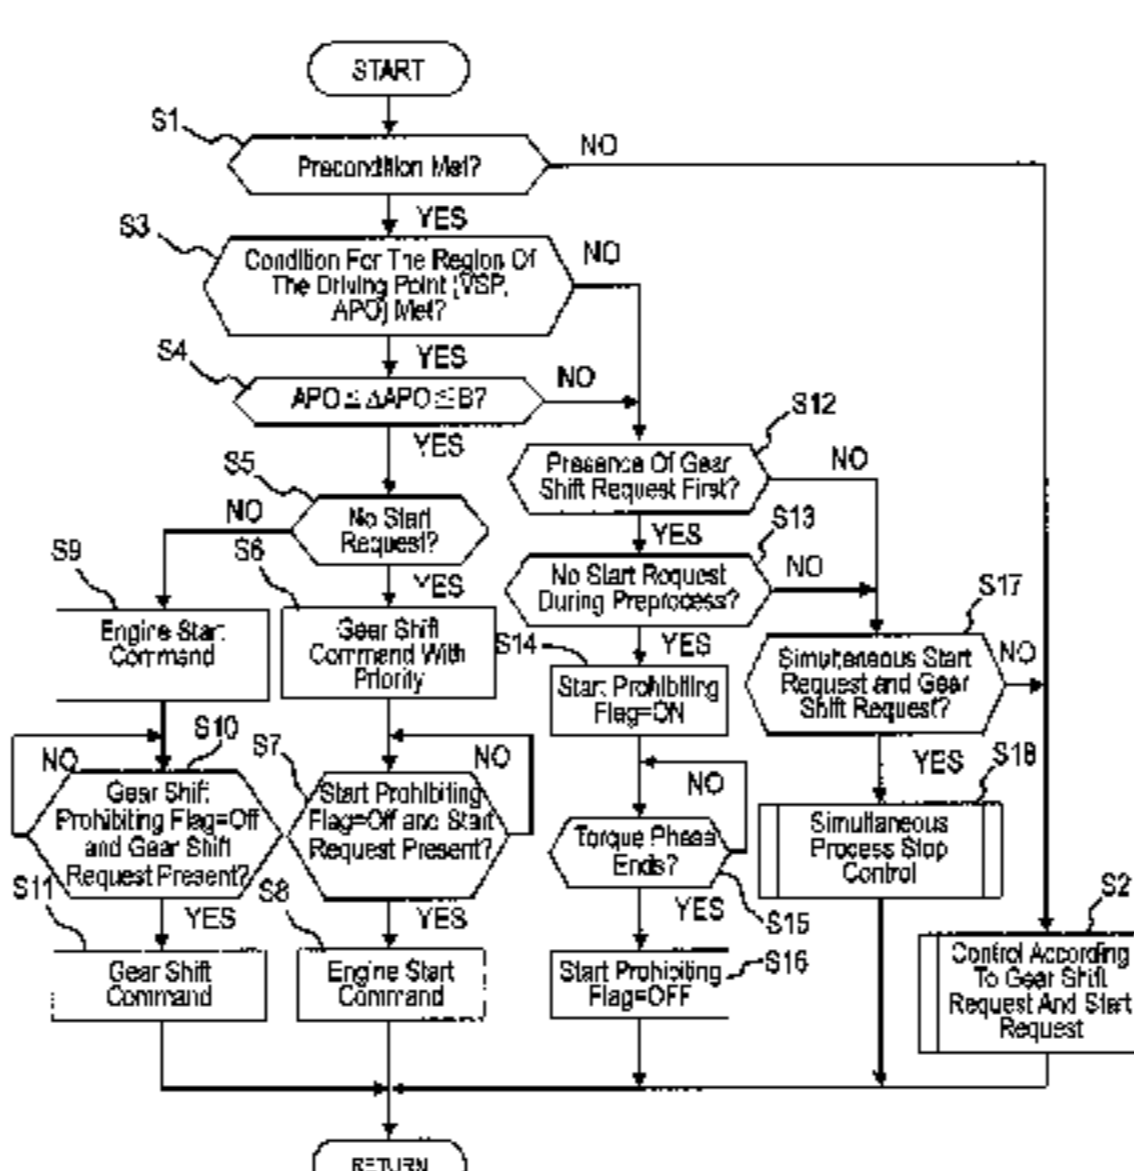 START
S1
Precondition Met?
NO
YES
S3
Condition For The Region Of
The Driving Point [VSP,
APO] Met?
NO
YES
S4
APO≦ΔAPO≦B?
NO
YES
S12
Presence Of Gear
Shift Request First?
NO
YES
S5
No Start
Request?
NO
YES
S13
No Start Request
During Preprocess?
NO
YES
S9
Engine Start
Command
S6
Gear Shift
Command With
Priority
S14
Start Prohibiting
Flag=ON
S17
Simultaneous Start
Request and Gear
Shift Request?
NO
YES
S10
NO
Gear Shift
Prohibiting Flag=Off
and Gear Shift
Request Present?
YES
S7
NO
Start Prohibiting
Flag=Off and Start
Request Present?
YES
NO
Torque Phase
Ends?
S15
YES
S18
Simultaneous
Process Stop
Control
S11
Gear Shift
Command
S8
Engine Start
Command
S16
Start Prohibiting
Flag=OFF
S2
Control According
To Gear Shift
Request And Start
Request
RETURN